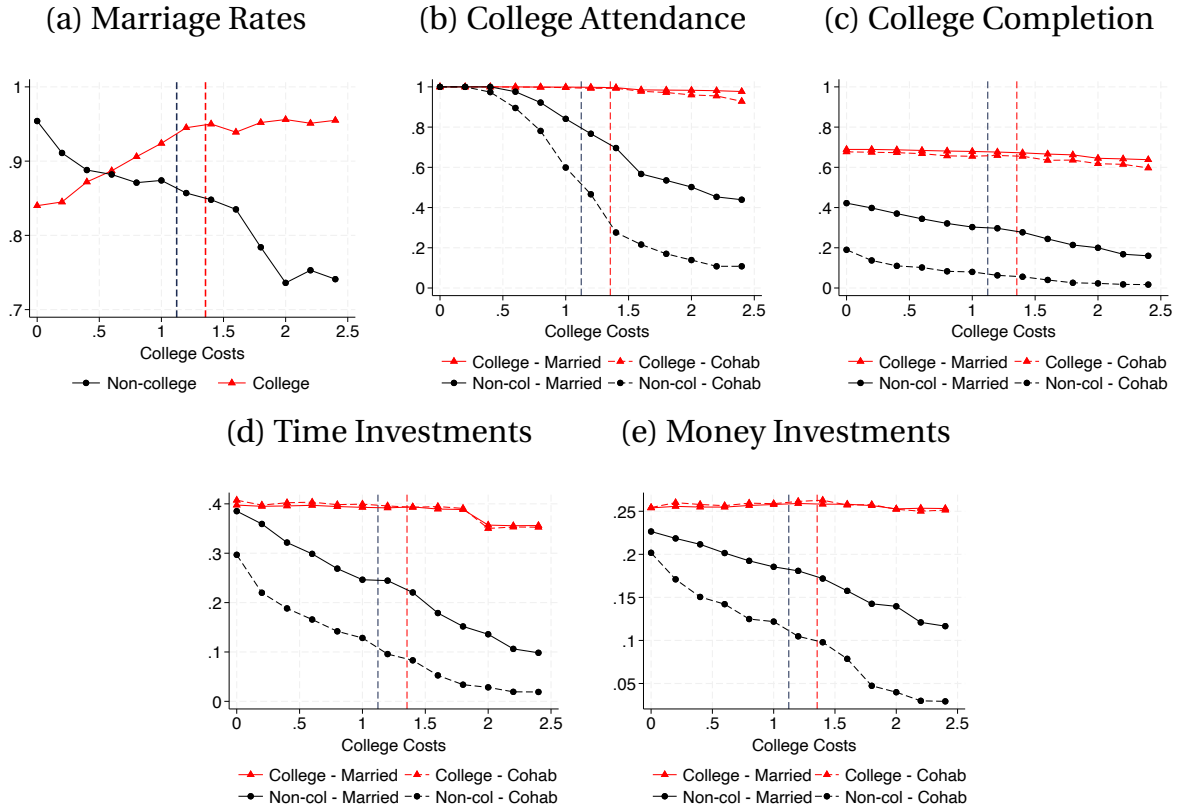 (a) Marriage Rates
(b) College Attendance
(c) College Completion
1
.9
.8
.7
0 .5 1 1.5 2 2.5
College Costs
Non-college College
1
.8
.6
.4
.2
0
0 .5 1 1.5 2 2.5
College Costs
College - Married College - Cohab
Non-col - Married Non-col - Cohab
1
.8
.6
.4
.2
0
0 .5 1 1.5 2 2.5
College Costs
College - Married College - Cohab
Non-col - Married Non-col - Cohab
(d) Time Investments
(e) Money Investments
.4
.3
.2
.1
0
0 .5 1 1.5 2 2.5
College Costs
College - Married College - Cohab
Non-col - Married Non-col - Cohab
.25
.2
.15
.1
.05
0 .5 1 1.5 2 2.5
College Costs
College - Married College - Cohab
Non-col - Married Non-col - Cohab